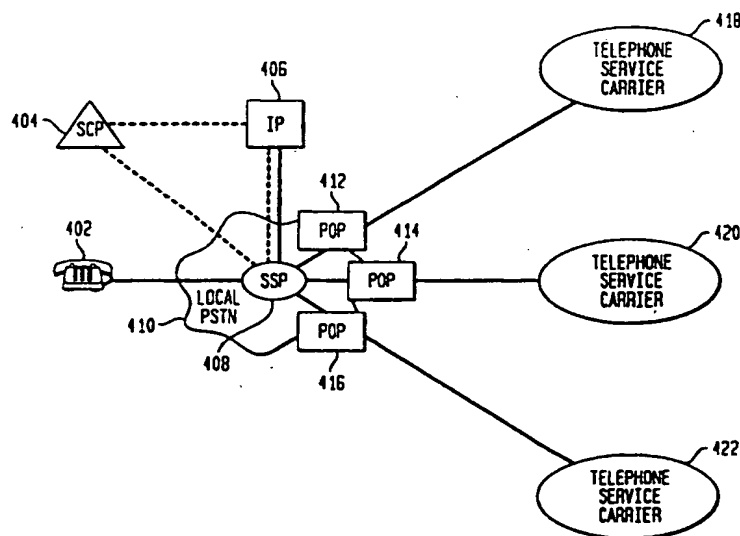 418
TELEPHONE
SERVICE
CARRIER
406
404
SCP
IP
412
402
POP
414
420
SSP
POP
TELEPHONE
SERVICE
CARRIER
LOCAL
PSTN
410
POP
408
416
422
TELEPHONE
SERVICE
CARRIER